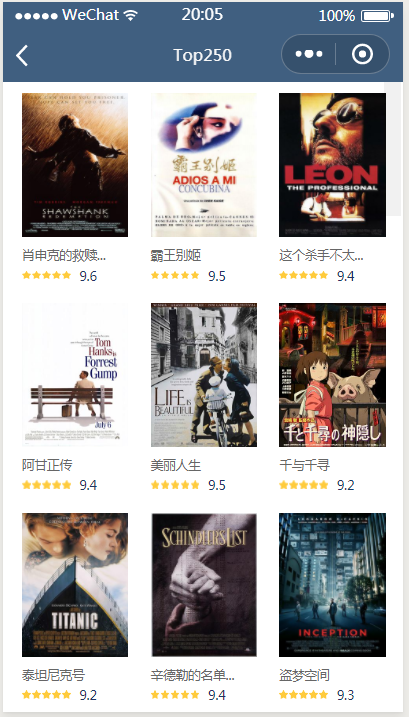 WeChat 20:05 100%
Top250
THE SHAWSHANK REDEMPTION
霸王别姬
ADIOS A MI CONCUBINA
LEON
THE PROFESSIONAL
肖申克的救赎...
霸王别姬
这个杀手不太...
9.6
9.5
9.4
Tom
Hanks is
Forrest
Gump
July 6
LIFE IS
BEAUTIFUL
千と千尋の神隠し
阿甘正传
美丽人生
千与千寻
9.4
9.5
9.2
TITANIC
SCHINDLER'S LIST
LEONARDO DICAPRIO
INCEPTION
泰坦尼克号
辛德勒的名单...
盗梦空间
9.2
9.4
9.3